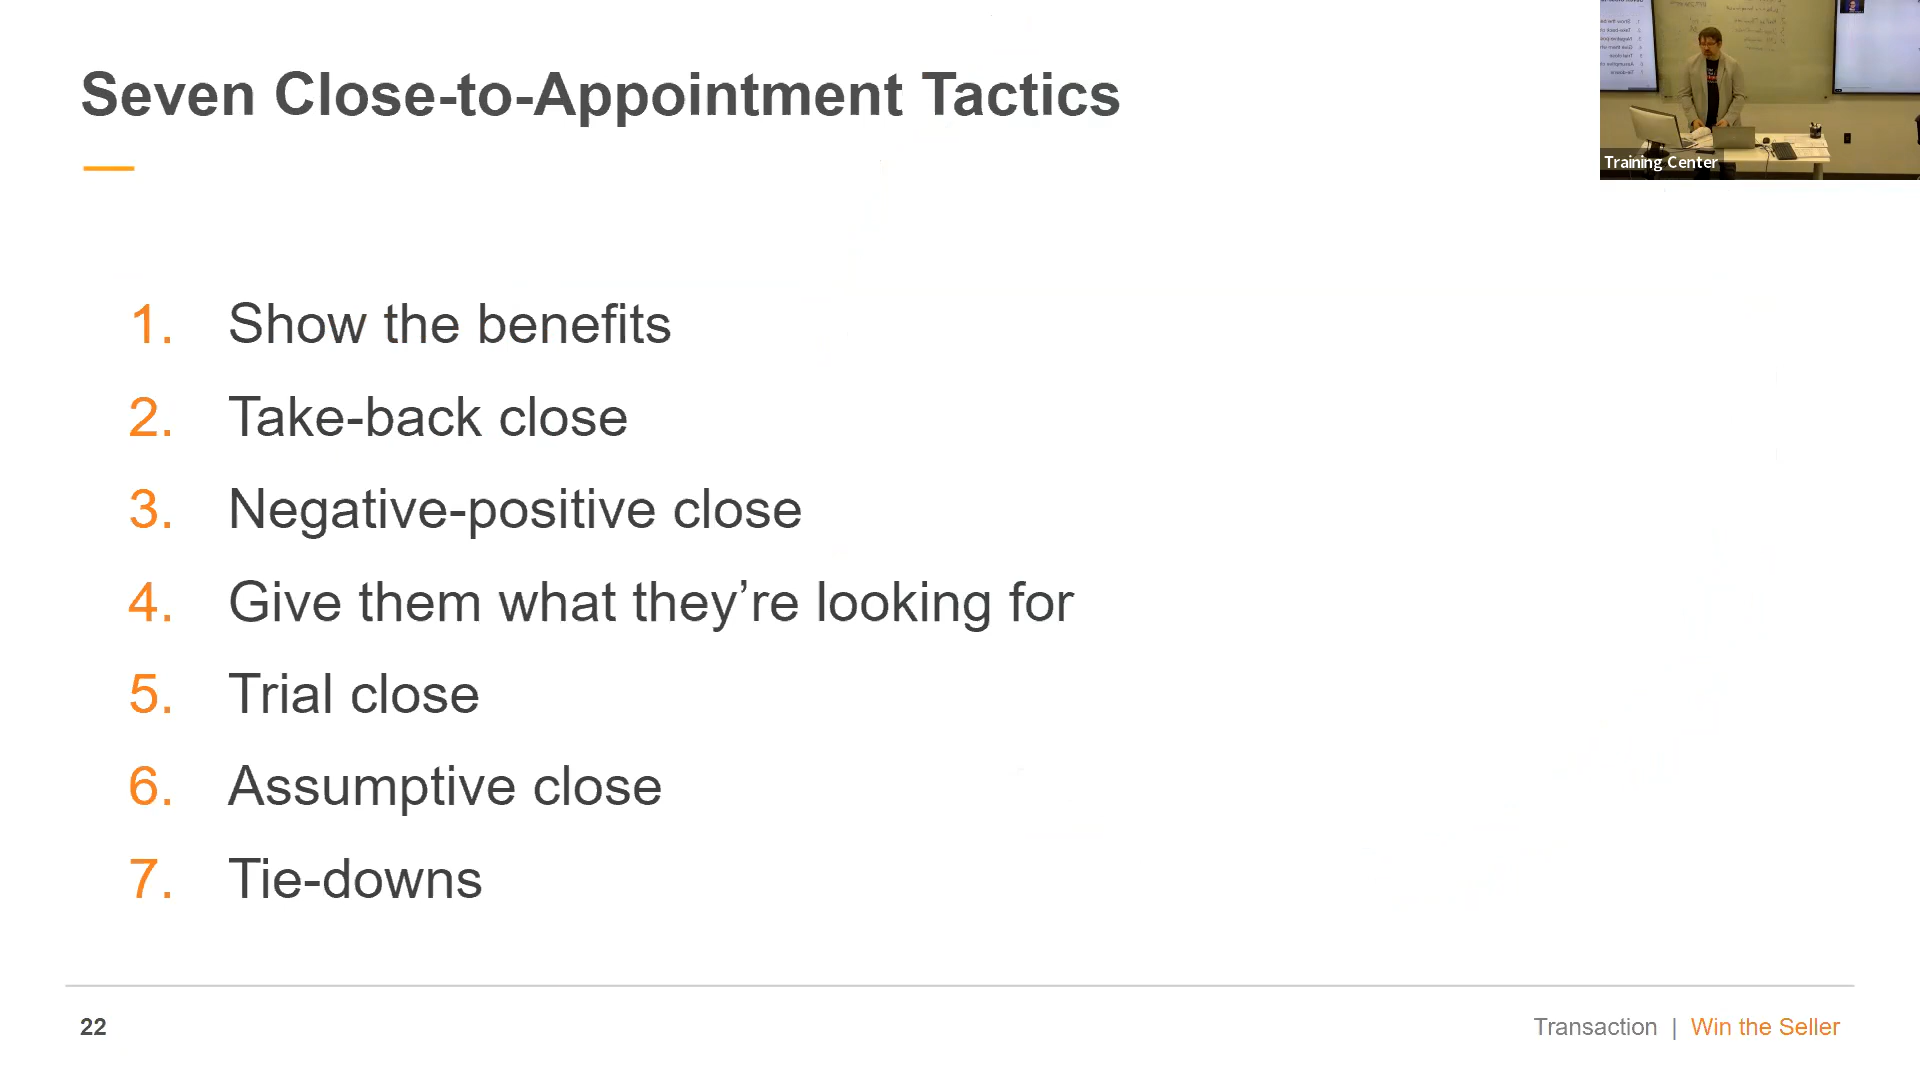 Seven Close-to-Appointment Tactics
Training Center
1. Show the benefits
2. Take-back close
3. Negative-positive close
4. Give them what they’re looking for
5. Trial close
6. Assumptive close
7. Tie-downs
22
Transaction | Win the Seller